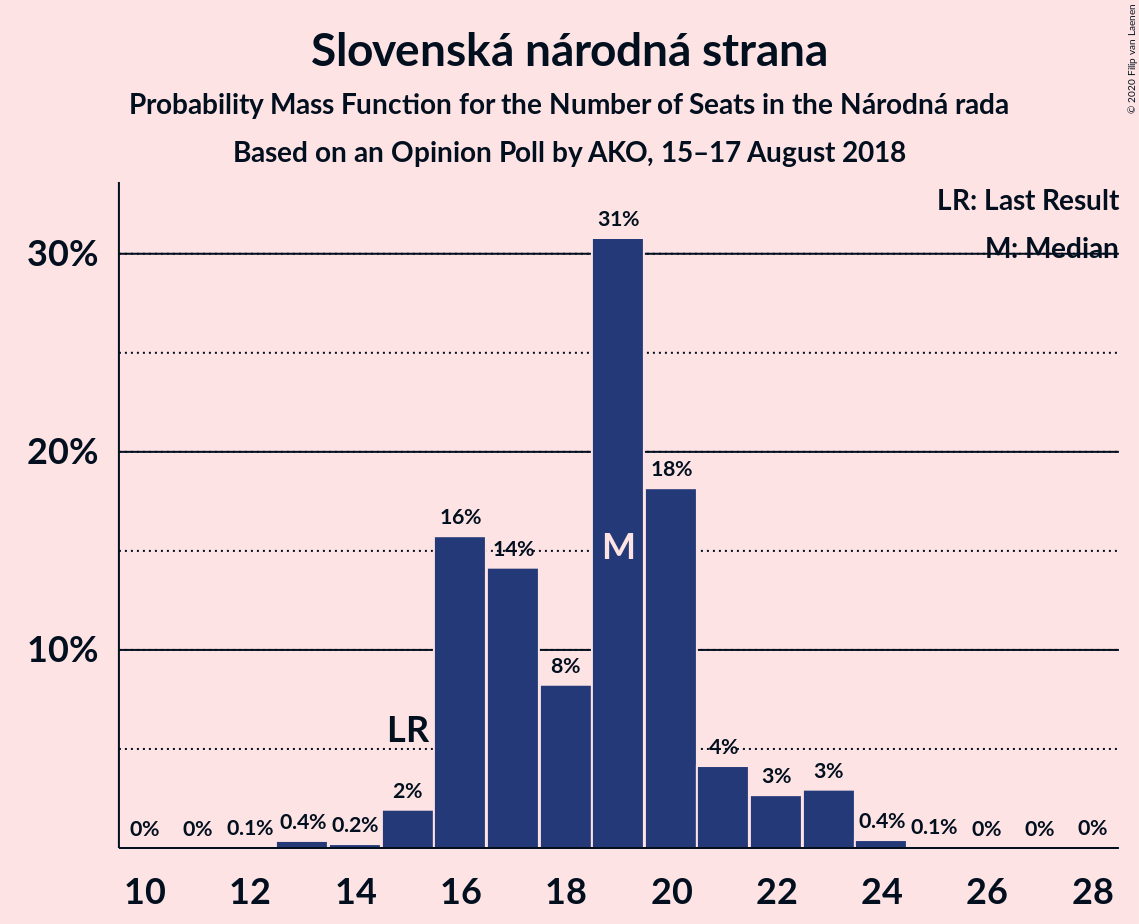 Slovenská národná strana
Probability Mass Function for the Number of Seats in the Národná rada
Based on an Opinion Poll by AKO, 15–17 August 2018
© 2020 Filip van Laenen
LR: Last Result
M: Median
30%
20%
10%
0%
0%
0.1%
0.4%
0.2%
LR
2%
16%
14%
8%
31%
M
18%
4%
3%
3%
0.4%
0.1%
0%
0%
0%
10 12 14 16 18 20 22 24 26 28